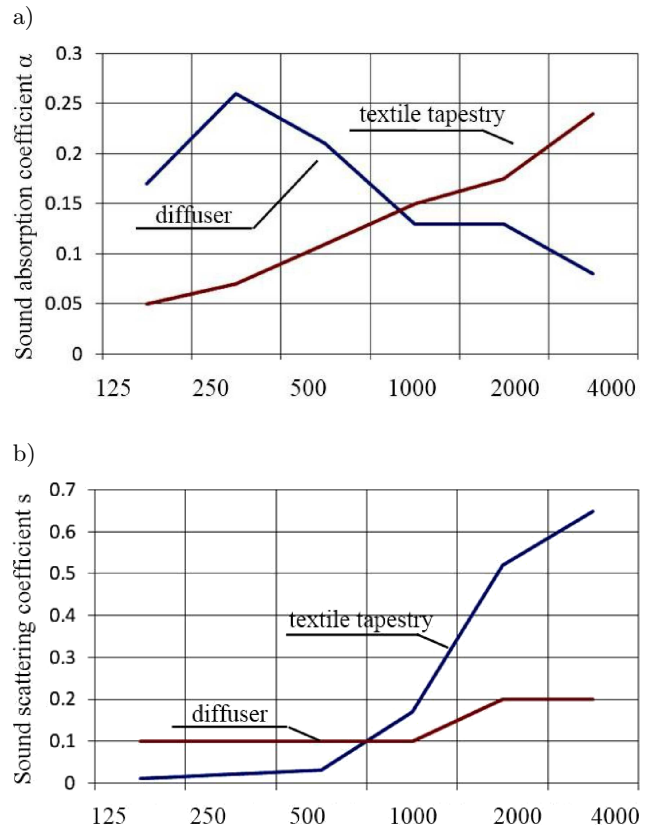 a)
Sound absorption coefficient α
0.3
0.25
0.2
0.15
0.1
0.05
0
textile tapestry
diffuser
125 250 500 1000 2000 4000
b)
Sound scattering coefficient s
0.7
0.6
0.5
0.4
0.3
0.2
0.1
0
textile tapestry
diffuser
125 250 500 1000 2000 4000